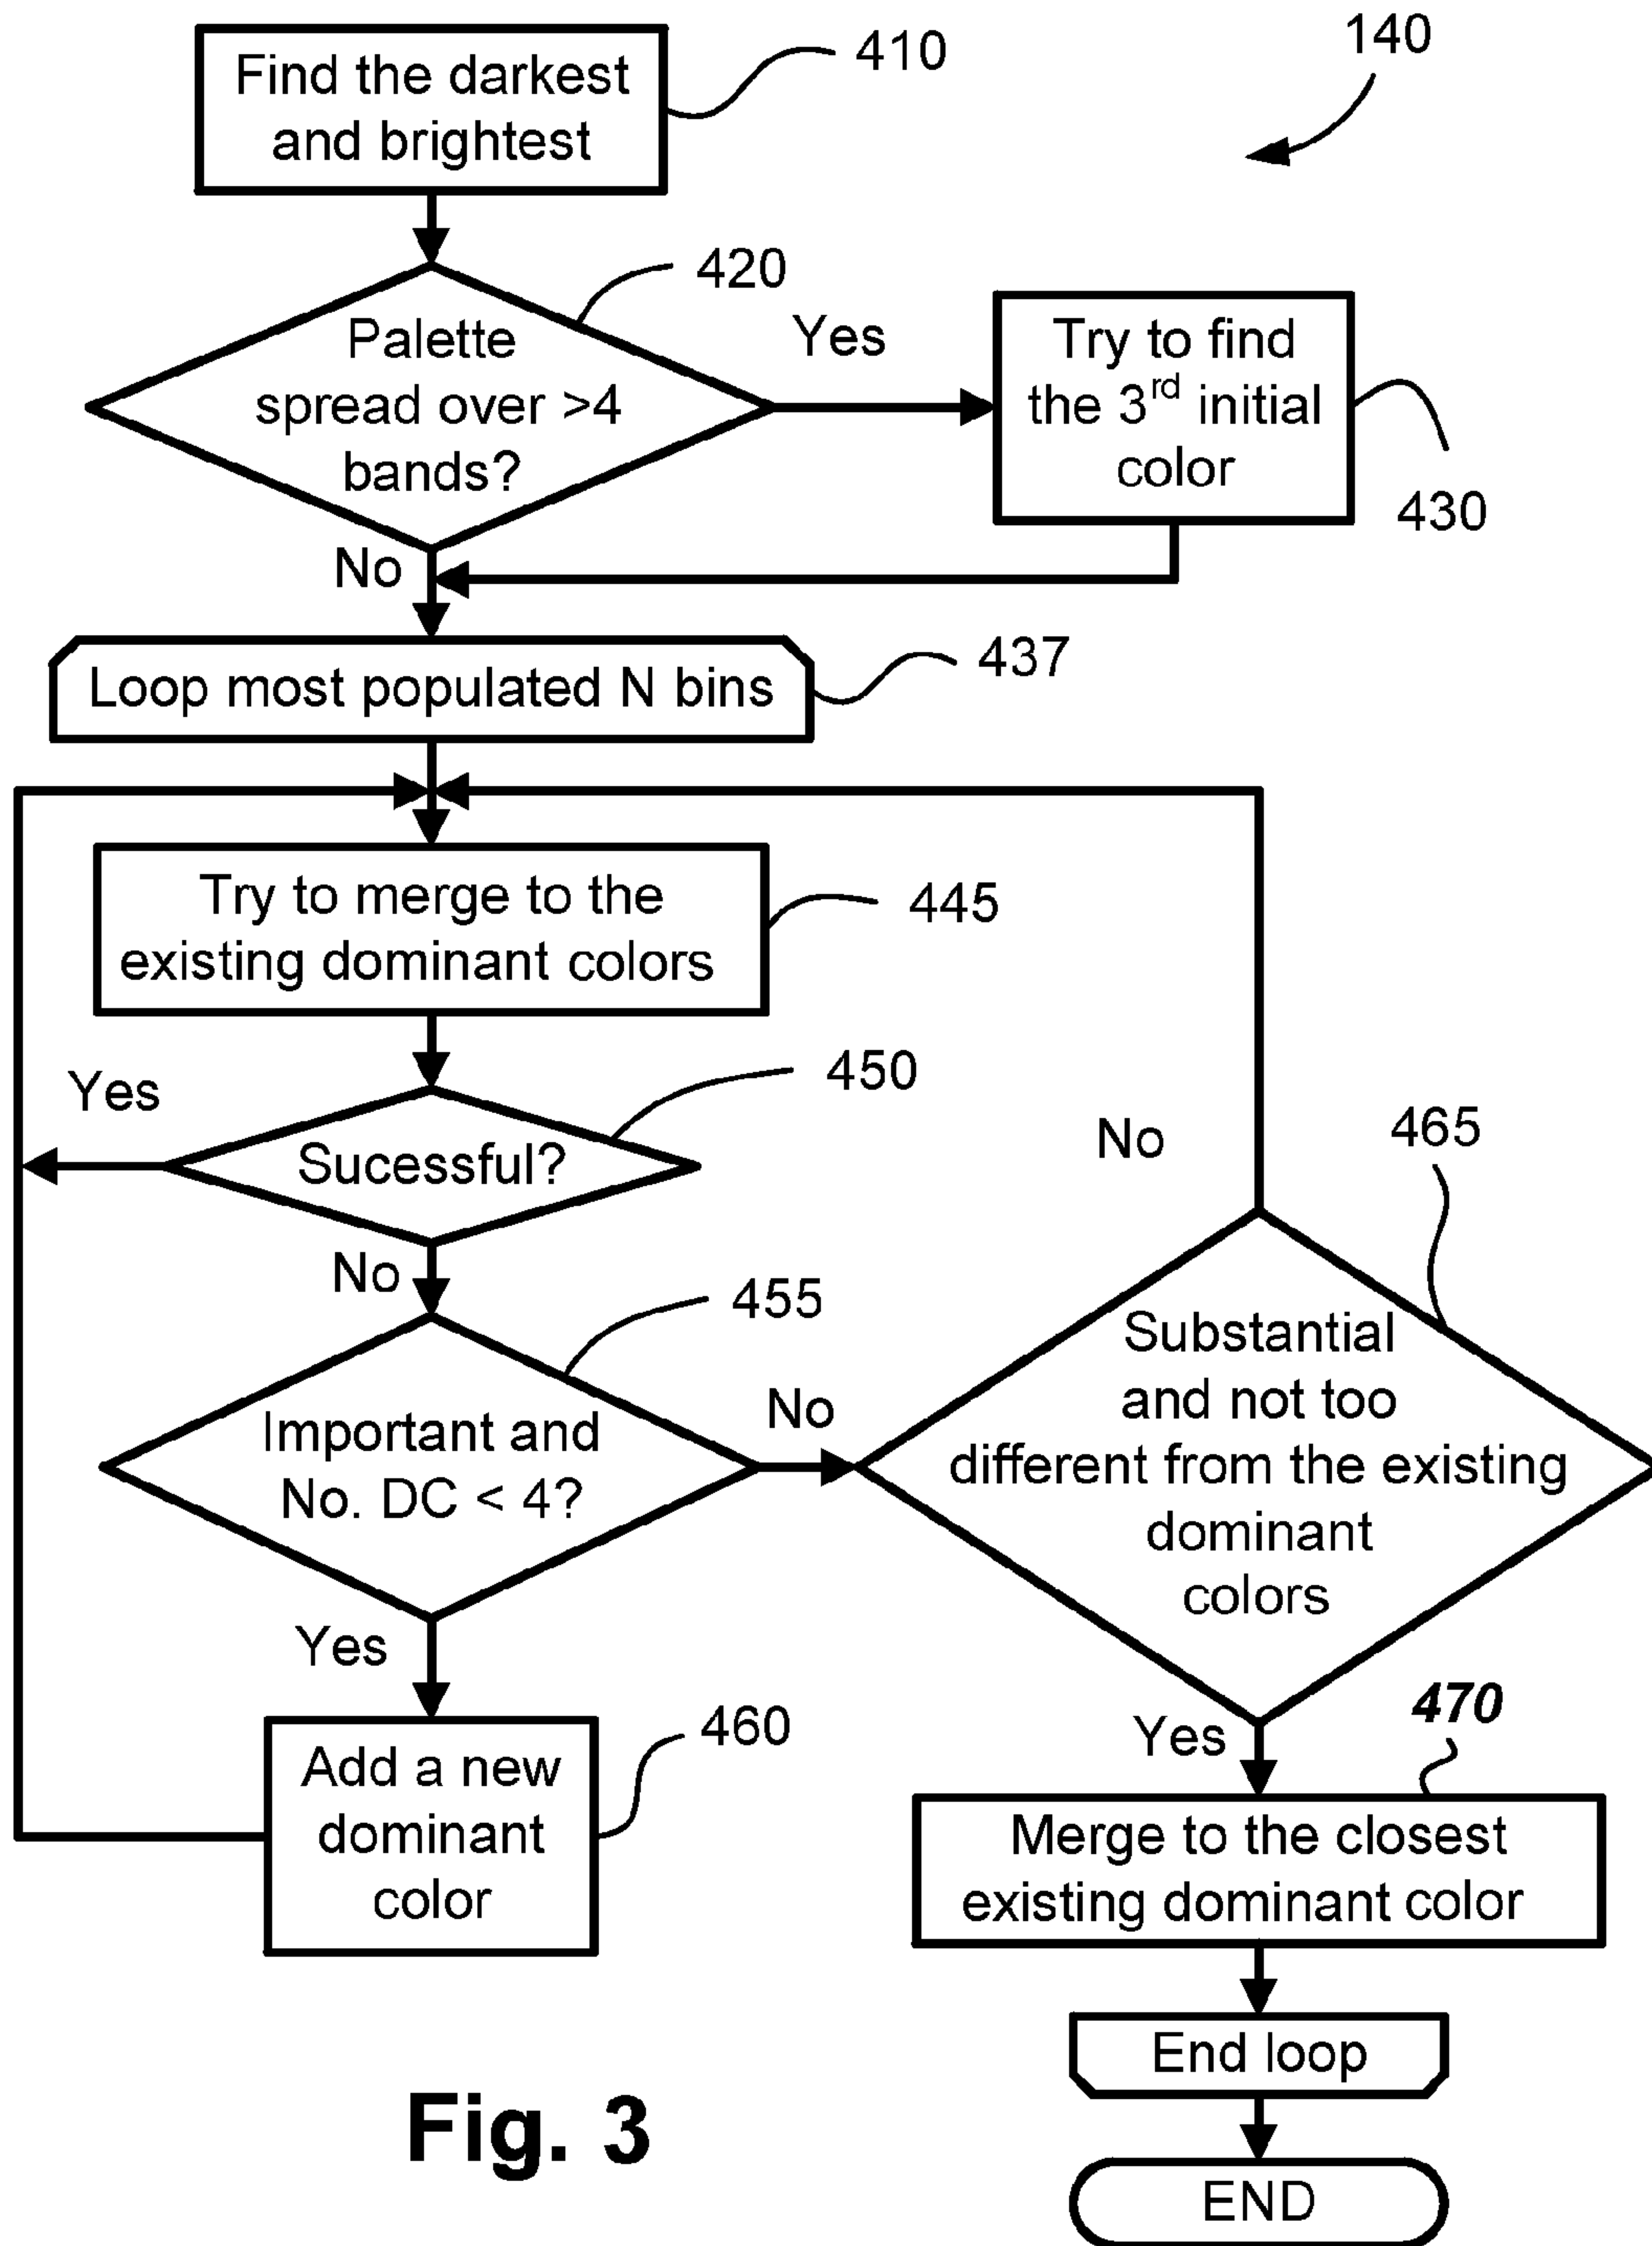 Find the darkest
and brightest
410
140
Palette
spread over >4
bands?
420
Yes
Try to find
the 3rd initial
color
430
No
Loop most populated N bins
437
Try to merge to the
existing dominant colors
445
Yes
Sucessful?
450
No
Important and
No. DC < 4?
455
No
No
465
Substantial
and not too
different from the existing
dominant
colors
Yes
Add a new
dominant
color
460
Yes
470
Merge to the closest
existing dominant color
End loop
END
Fig. 3